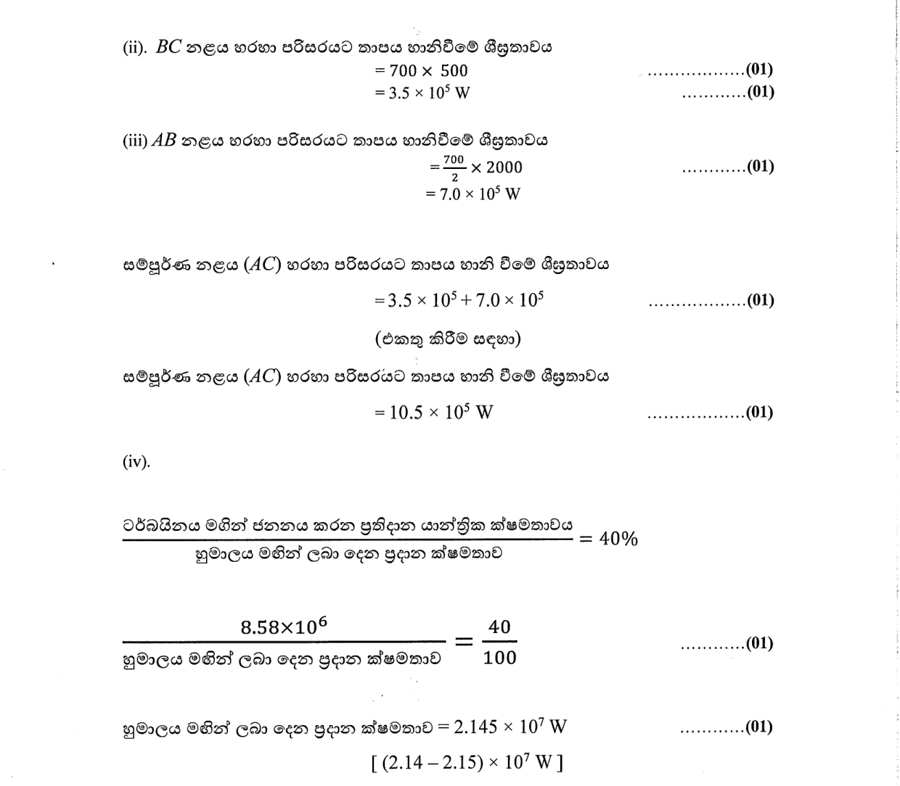 (ii). BC නළය හරහා පරිසරයට තාපය හානිවීමේ ශීඝ්‍රතාවය
= 700 × 500 ...................(01)
= 3.5 × 10⁵ W ............(01)
(iii) AB නළය හරහා පරිසරයට තාපය හානිවීමේ ශීඝ්‍රතාවය
= 700/2 × 2000 ............(01)
= 7.0 × 10⁵ W
සම්පූර්ණ නළය (AC) හරහා පරිසරයට තාපය හානි වීමේ ශීඝ්‍රතාවය
= 3.5 × 10⁵ + 7.0 × 10⁵ ..................(01)
(එකතු කිරීම සඳහා)
සම්පූර්ණ නළය (AC) හරහා පරිසරයට තාපය හානි වීමේ ශීඝ්‍රතාවය
= 10.5 × 10⁵ W ..................(01)
(iv).
ටර්බයිනය මගින් ජනනය කරන ප්‍රතිදාන යාන්ත්‍රික ක්ෂමතාවය
හුමාලය මඟින් ලබා දෙන ප්‍රදාන ක්ෂමතාව = 40%
8.58×10⁶ / හුමාලය මඟින් ලබා දෙන ප්‍රදාන ක්ෂමතාව = 40/100 ............(01)
හුමාලය මඟින් ලබා දෙන ප්‍රදාන ක්ෂමතාව = 2.145 × 10⁷ W ............(01)
[ (2.14 – 2.15) × 10⁷ W ]